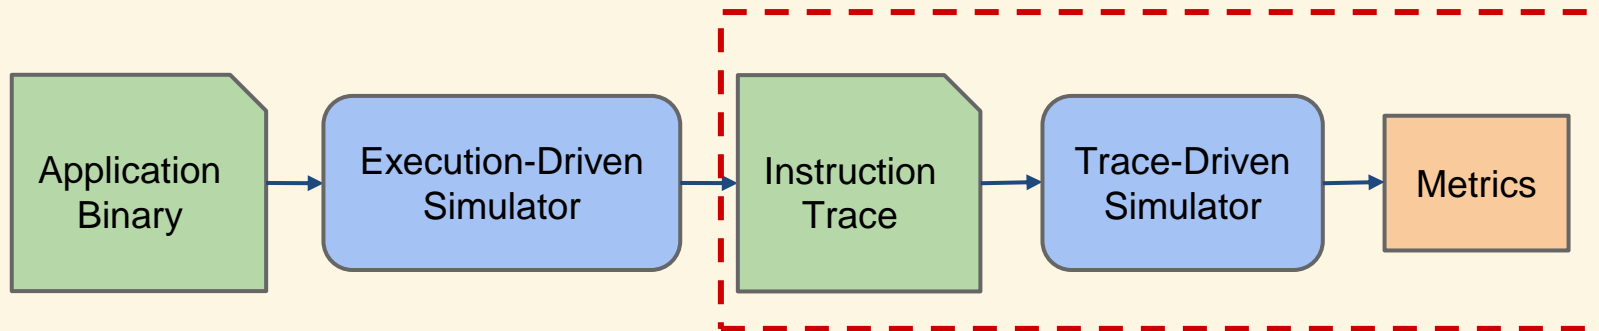 Application
Binary
Execution-Driven
Simulator
Instruction
Trace
Trace-Driven
Simulator
Metrics